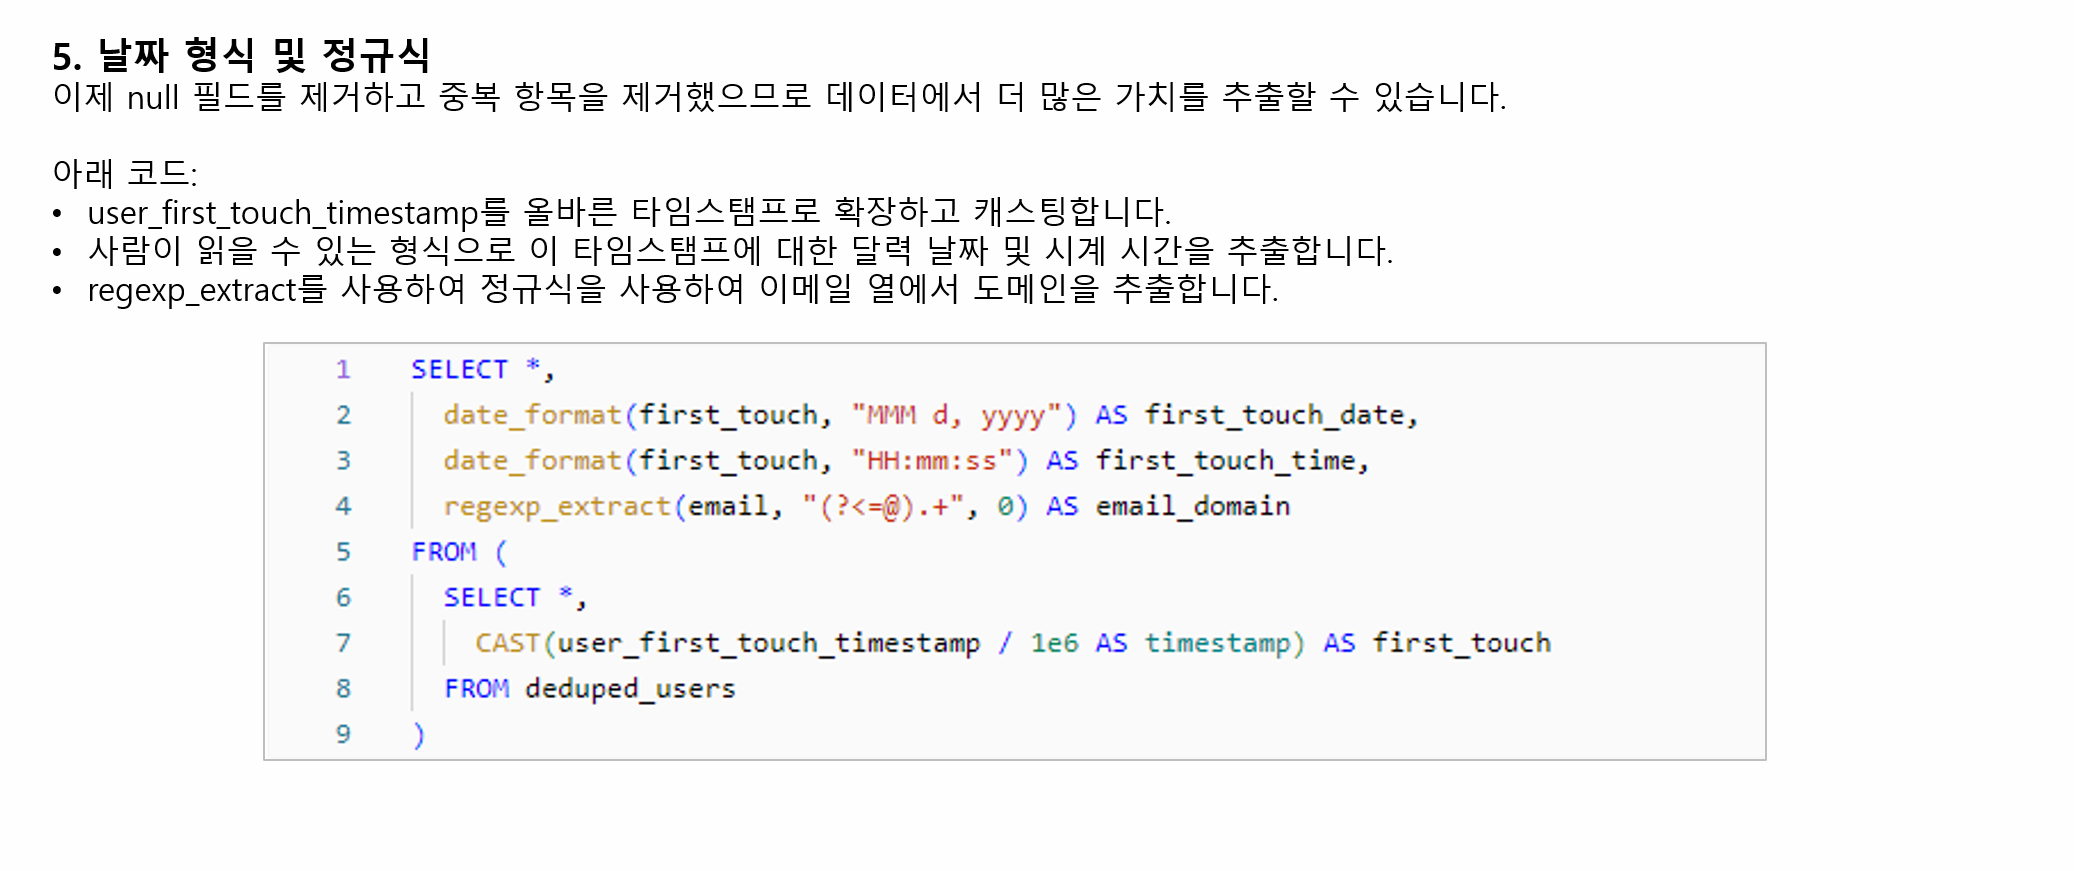 5. 날짜 형식 및 정규식
이제 null 필드를 제거하고 중복 항목을 제거했으므로 데이터에서 더 많은 가치를 추출할 수 있습니다.
아래 코드:
• user_first_touch_timestamp를 올바른 타임스탬프로 확장하고 캐스팅합니다.
• 사람이 읽을 수 있는 형식으로 이 타임스탬프에 대한 달력 날짜 및 시계 시간을 추출합니다.
• regexp_extract를 사용하여 정규식을 사용하여 이메일 열에서 도메인을 추출합니다.
1 SELECT *,
2 date_format(first_touch, "MMM d, yyyy") AS first_touch_date,
3 date_format(first_touch, "HH:mm:ss") AS first_touch_time,
4 regexp_extract(email, "(?<=@).+", 0) AS email_domain
5 FROM (
6 SELECT *,
7 CAST(user_first_touch_timestamp / 1e6 AS timestamp) AS first_touch
8 FROM deduped_users
9 )